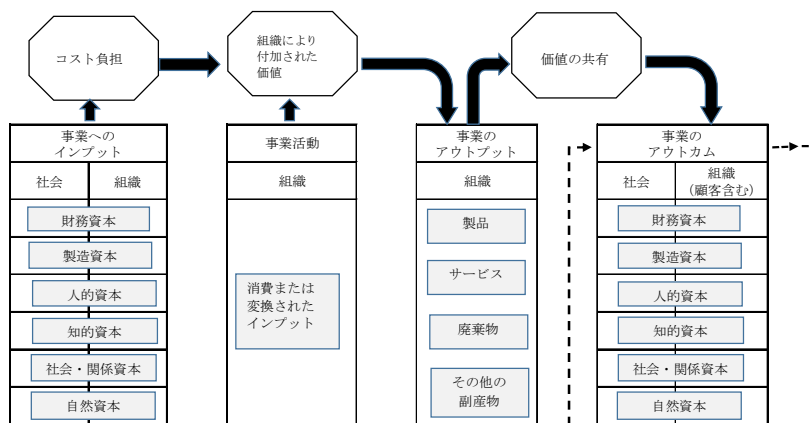 コスト負担
組織により
付加された
価値
価値の共有
事業への
インプット
社会
組織
財務資本
製造資本
人的資本
知的資本
社会・関係資本
自然資本
事業活動
組織
消費または
変換された
インプット
事業の
アウトプット
組織
製品
サービス
廃棄物
その他の
副産物
事業の
アウトカム
社会
組織
(顧客含む)
財務資本
製造資本
人的資本
知的資本
社会・関係資本
自然資本